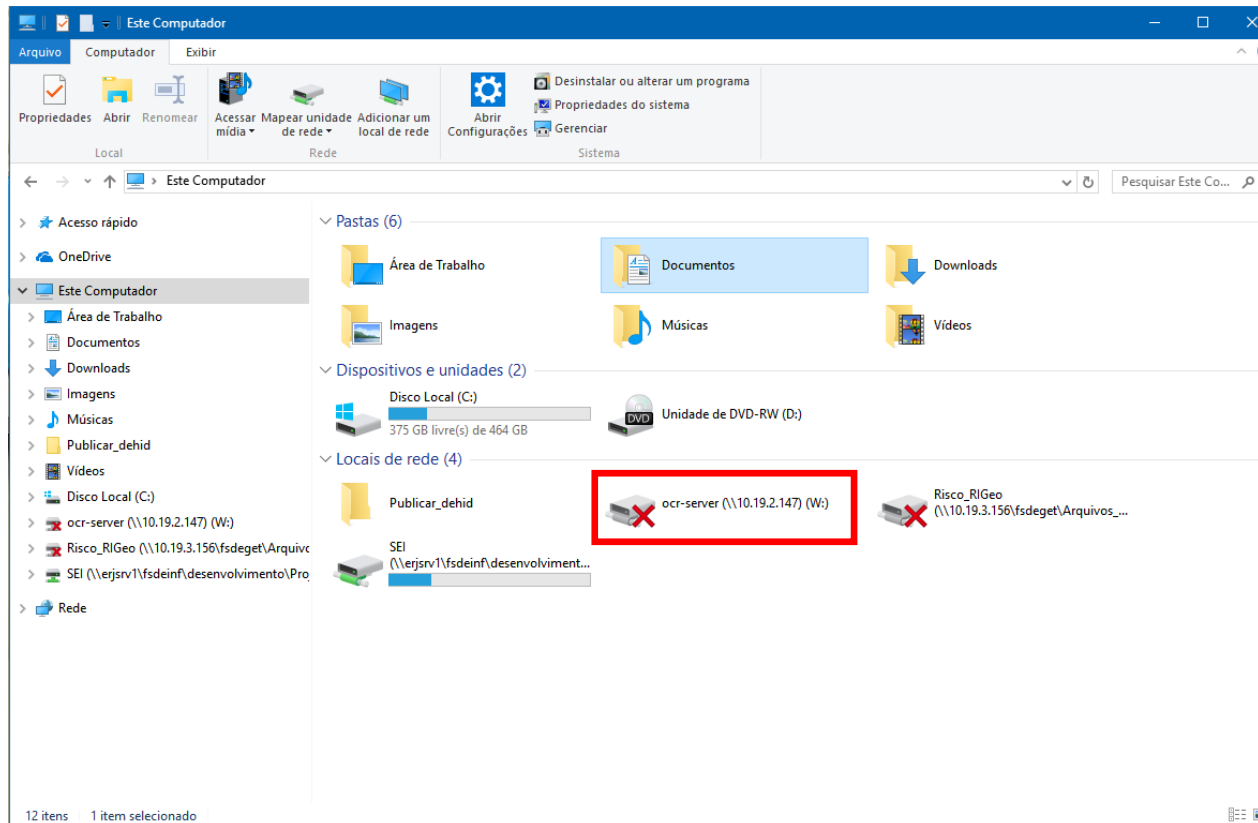 Este Computador
Arquivo Computador Exibir
Propriedades Abrir Renomear Acessar mídia Mapear unidade de rede Adicionar um local de rede Abrir Configurações
Desinstalar ou alterar um programa
Propriedades do sistema
Gerenciar
Local Rede Sistema
Este Computador Pesquisar Este Co...
Acesso rápido
OneDrive
Este Computador
Área de Trabalho
Documentos
Downloads
Imagens
Músicas
Publicar_dehid
Vídeos
Disco Local (C:)
ocr-server (\\10.19.2.147) (W:)
Risco_RIGeo (\\10.19.3.156\fsdeget\Arquivo
SEI (\\erjsrv1\fsdeinf\desenvolvimento\Pro
Rede
Pastas (6)
Área de Trabalho
Documentos
Downloads
Imagens
Músicas
Vídeos
Dispositivos e unidades (2)
Disco Local (C:)
375 GB livre(s) de 464 GB
DVD
Unidade de DVD-RW (D:)
Locais de rede (4)
Publicar_dehid
ocr-server (\\10.19.2.147) (W:)
Risco_RIGeo
(\\10.19.3.156\fsdeget\Arquivos_...
SEI
(\\erjsrv1\fsdeinf\desenvolviment...
12 itens 1 item selecionado